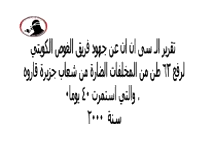 تقرير الـ سي ان ان عن جهود فريق الغوص الكويتي
لرفع ٦٣ طن من المخلفات الضارة من شعاب جزيرة قاروه
، والتي استمرت ٤٠ يوما،
سنة ٢٠٠٠